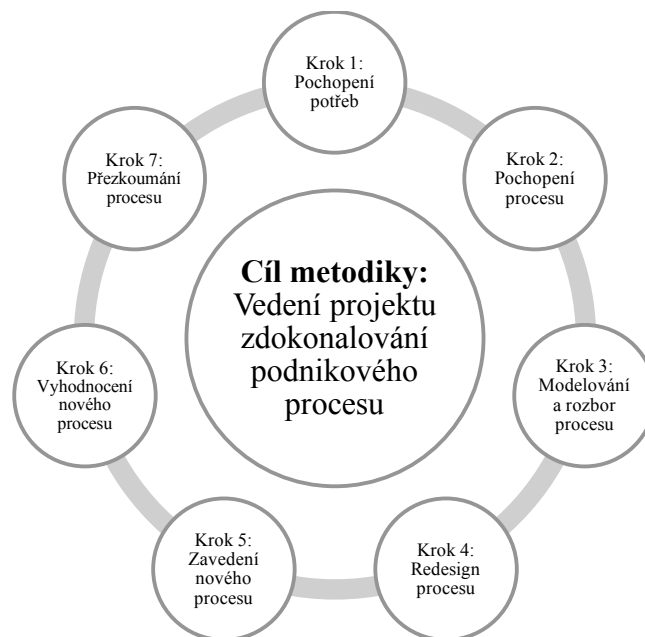 Krok 1:
Pochopení
potřeb
Krok 2:
Pochopení
procesu
Krok 3:
Modelování
a rozbor
procesu
Krok 4:
Redesign
procesu
Krok 5:
Zavedení
nového
procesu
Krok 6:
Vyhodnocení
nového
procesu
Krok 7:
Přezkoumání
procesu
Cíl metodiky:
Vedení projektu
zdokonalování
podnikového
procesu